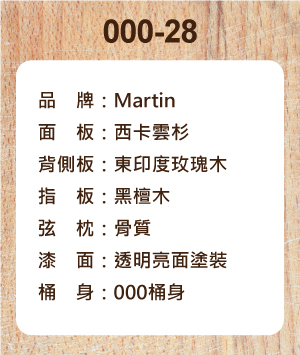 000-28
品　牌：Martin
面　板：西卡雲杉
背側板：東印度玫瑰木
指　板：黑檀木
弦　枕：骨質
漆　面：透明亮面塗裝
桶　身：000桶身